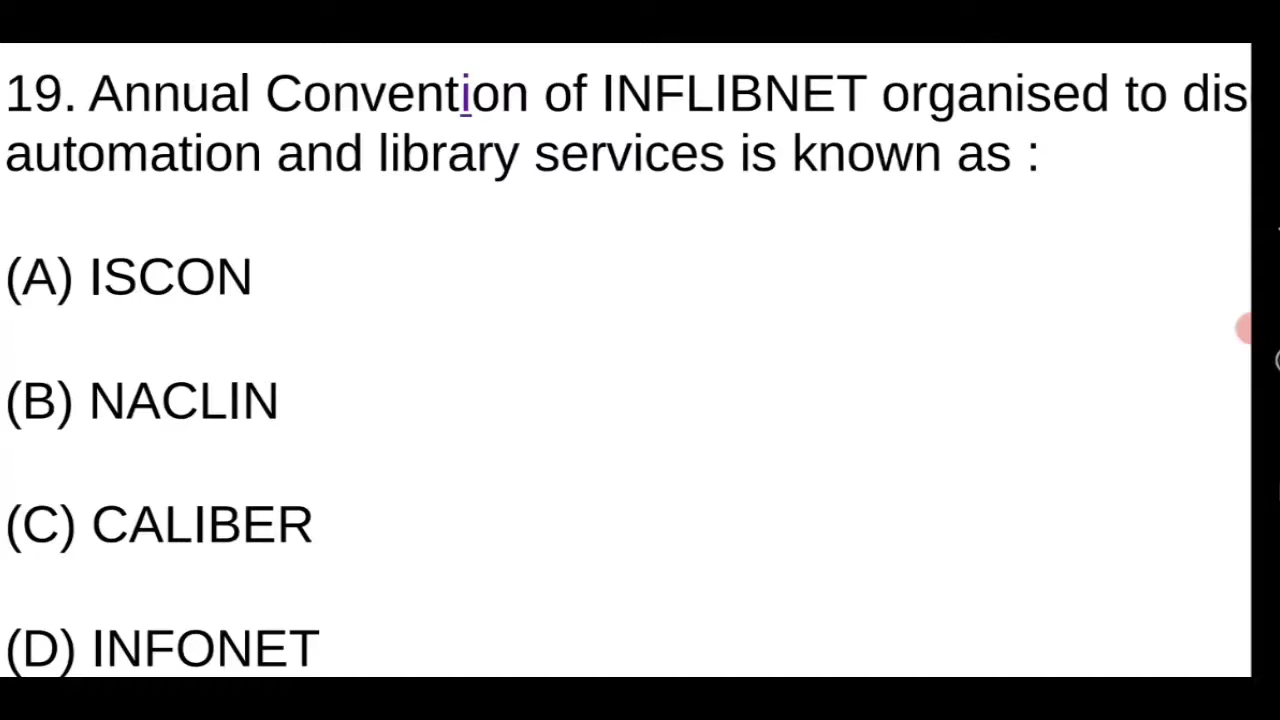 19. Annual Convention of INFLIBNET organised to dis
automation and library services is known as :
(A) ISCON
(B) NACLIN
(C) CALIBER
(D) INFONET